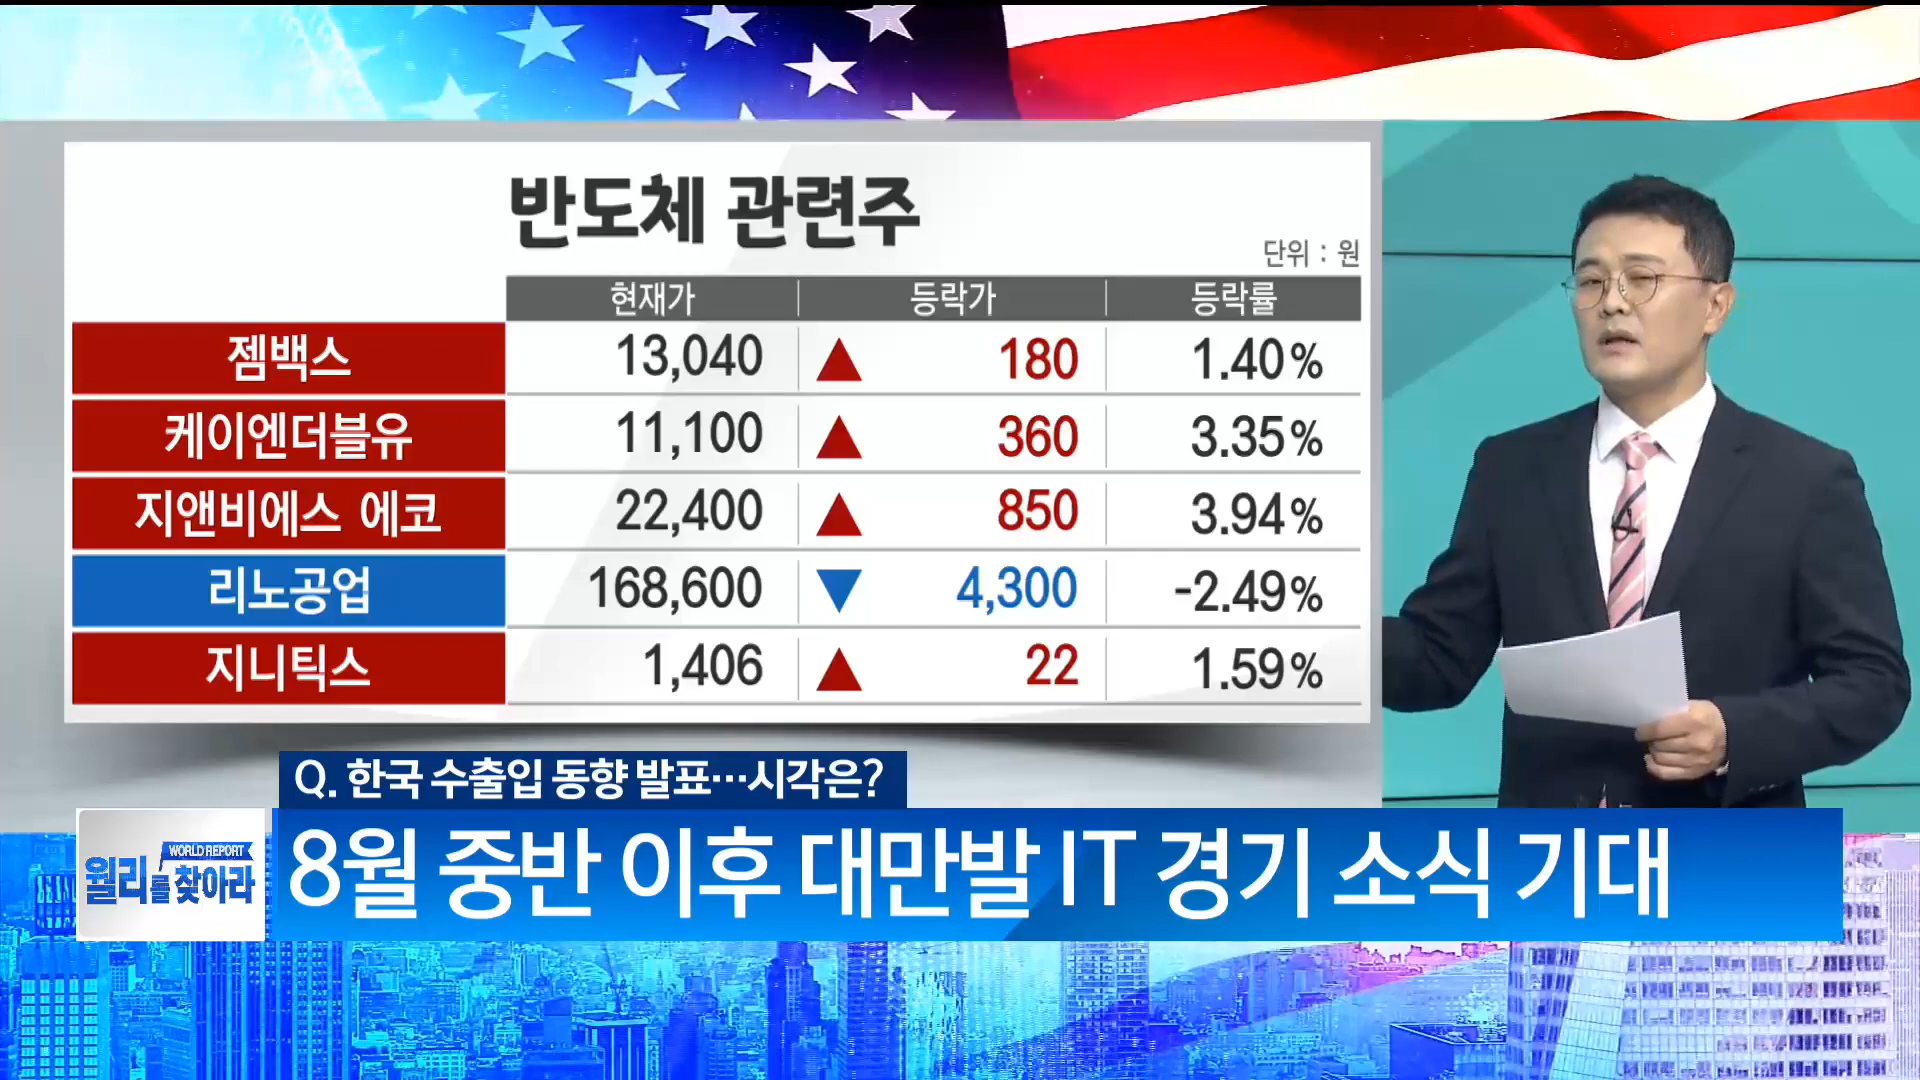 반도체 관련주
단위 : 원
현재가 등락가 등락률
젬백스 13,040 ▲ 180 1.40%
케이엔더블유 11,100 ▲ 360 3.35%
지앤비에스 에코 22,400 ▲ 850 3.94%
리노공업 168,600 ▼ 4,300 -2.49%
지니틱스 1,406 ▲ 22 1.59%
Q. 한국 수출입 동향 발표…시각은?
WORLD REPORT
월리를 찾아라
8월 중반 이후 대만발 IT 경기 소식 기대